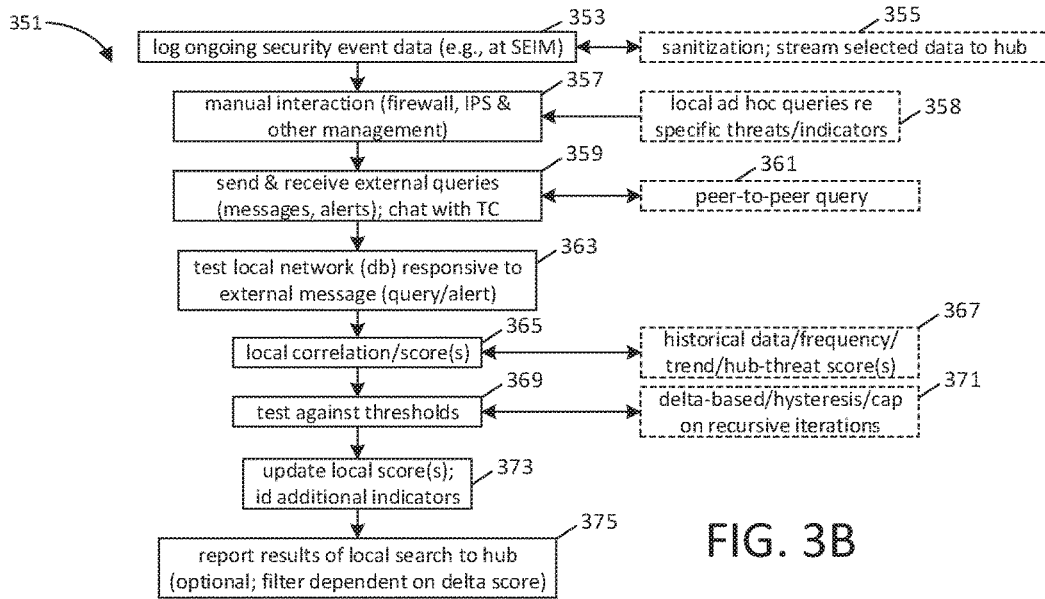 351
353
log ongoing security event data (e.g., at SEIM)
355
sanitization; stream selected data to hub
357
manual interaction (firewall, IPS &
other management)
local ad hoc queries re
specific threats/indicators
358
359
send & receive external queries
(messages, alerts); chat with TC
361
peer-to-peer query
363
test local network (db) responsive to
external message (query/alert)
365
local correlation/score(s)
367
historical data/frequency/
trend/hub-threat score(s)
369
test against thresholds
371
delta-based/hysteresis/cap
on recursive iterations
373
update local score(s);
id additional indicators
375
report results of local search to hub
(optional; filter dependent on delta score)
FIG. 3B